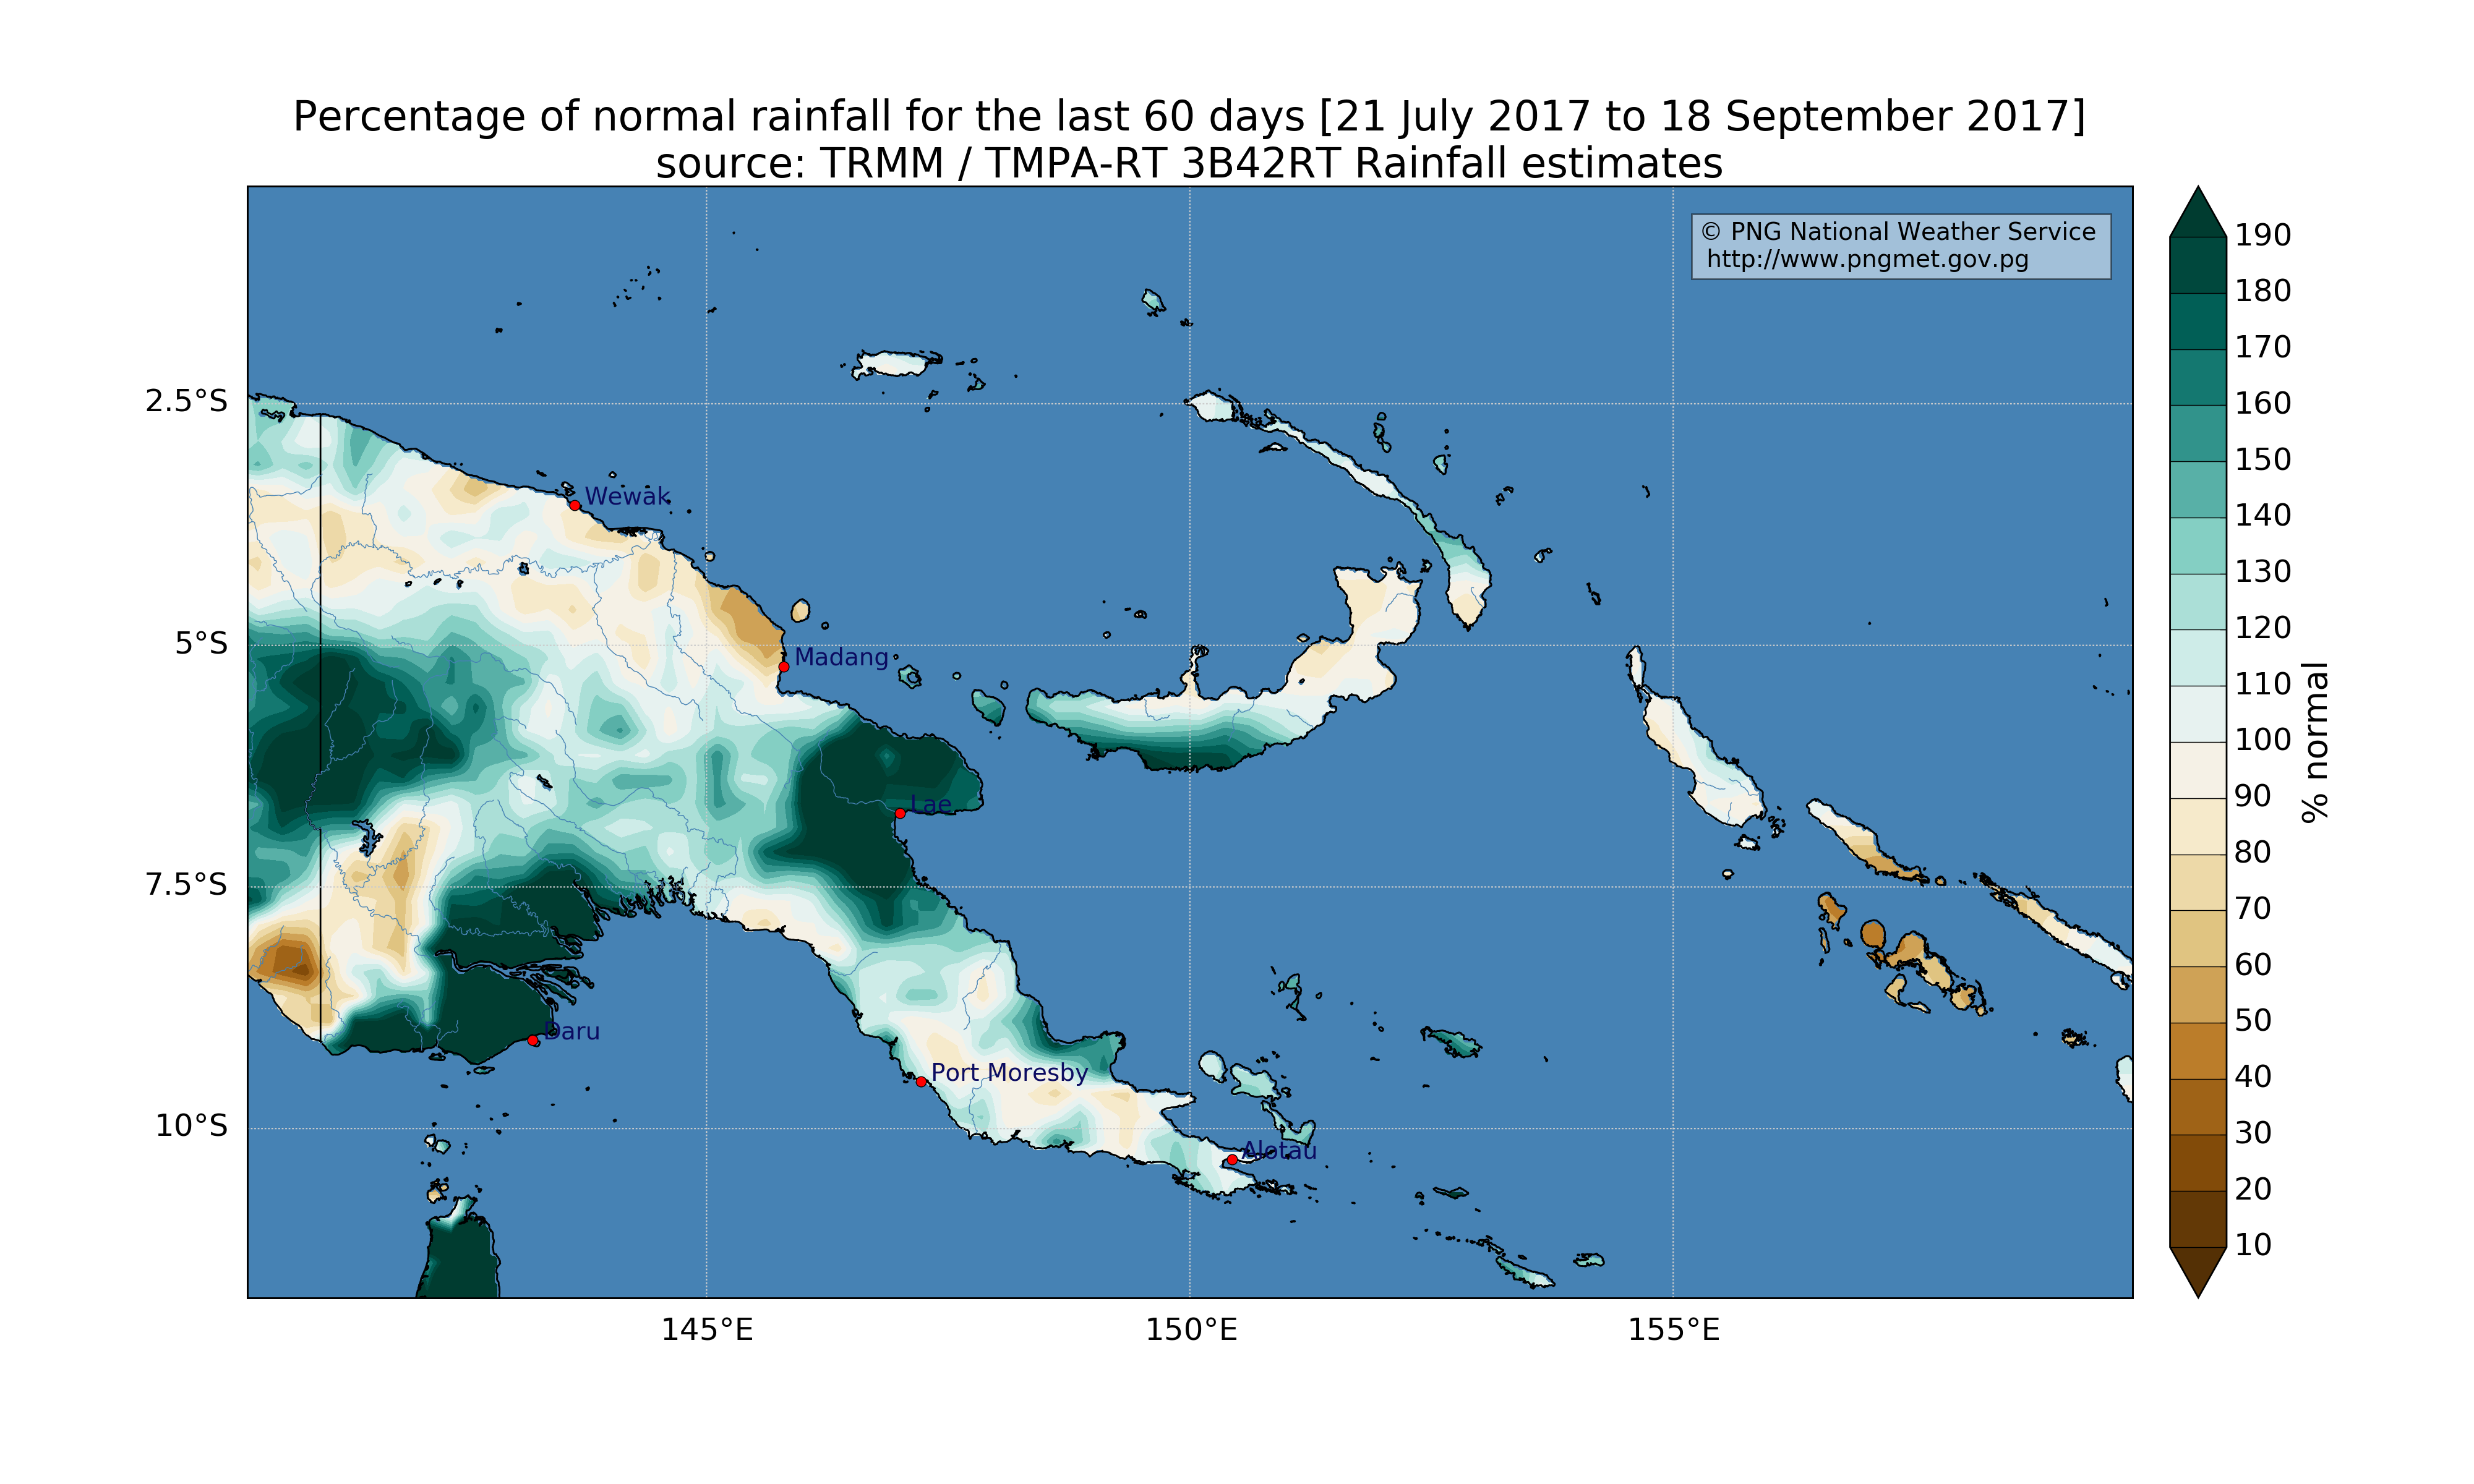 Percentage of normal rainfall for the last 60 days [21 July 2017 to 18 September 2017]
source: TRMM / TMPA-RT 3B42RT Rainfall estimates
© PNG National Weather Service
http://www.pngmet.gov.pg
2.5°S
5°S
7.5°S
10°S
Wewak
Madang
Lae
Daru
Port Moresby
Alotau
145°E
150°E
155°E
190
180
170
160
150
140
130
120
110
100
90
80
70
60
50
40
30
20
10
% normal